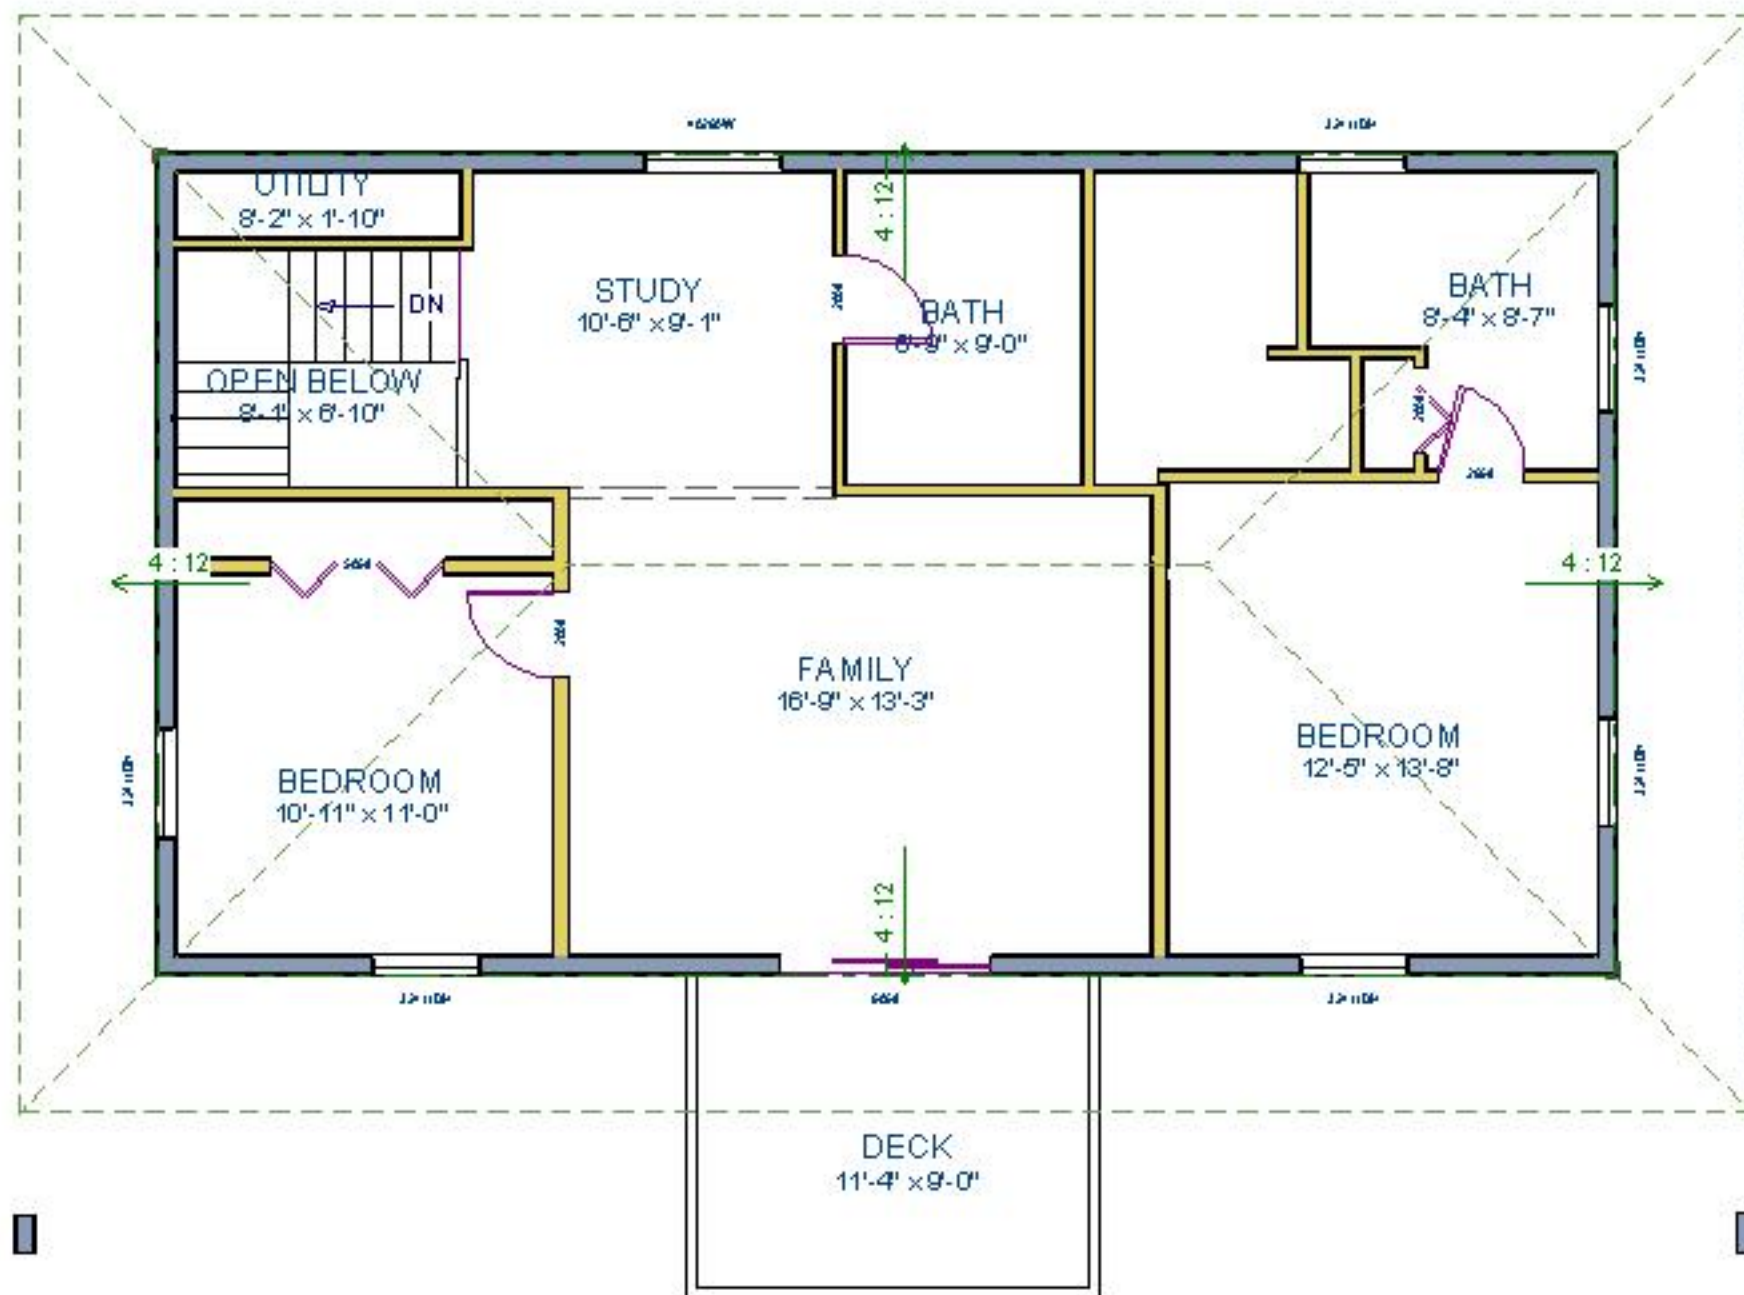 UTILITY
8'-2" x 1'-10"
4 : 12
STUDY
10'-6" x 9'-1"
DN
BATH
6'-9" x 9'-0"
BATH
8'-4" x 8'-7"
OPEN BELOW
8'-1" x 6'-10"
4 : 12
4 : 12
FAMILY
16'-9" x 13'-3"
BEDROOM
12'-5" x 13'-8"
BEDROOM
10'-11" x 11'-0"
4 : 12
DECK
11'-4" x 9'-0"